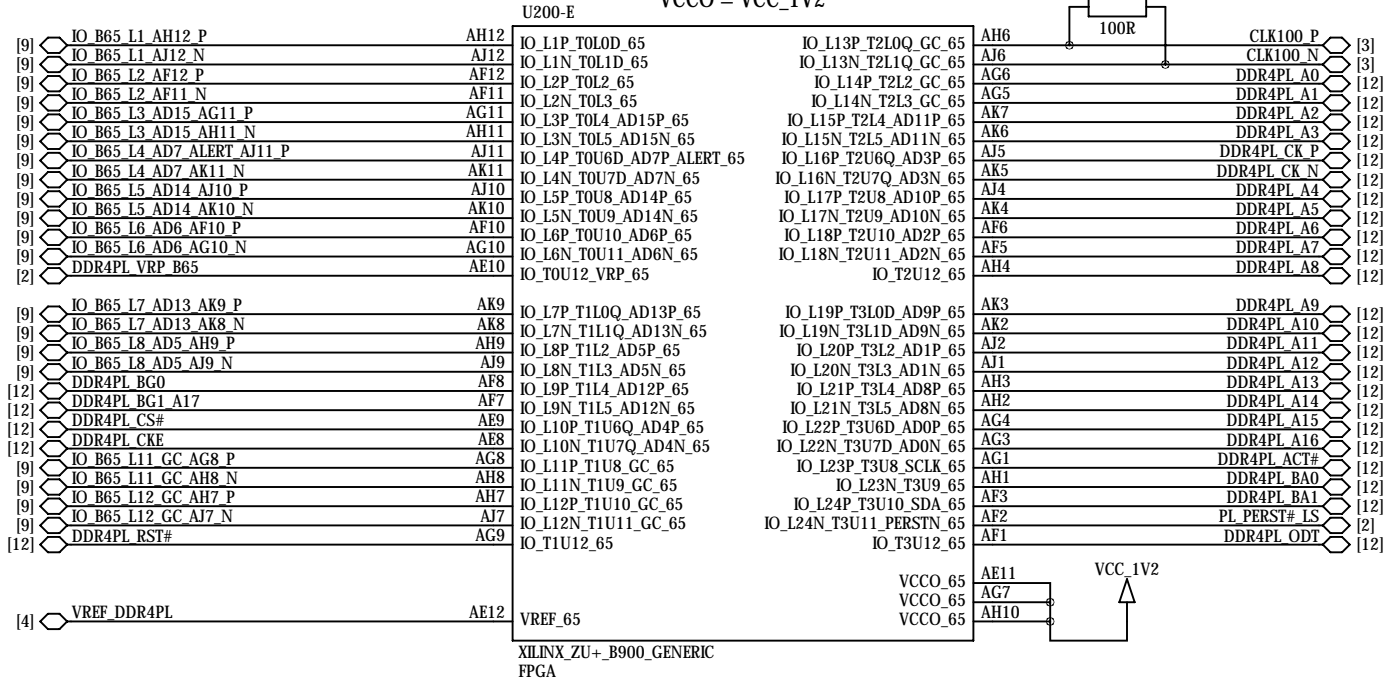 VCCO = VCC_1V2
U200-E
100R
[9] IO_B65_L1_AH12_P AH12 IO_L1P_T0L0D_65 IO_L13P_T2L0Q_GC_65 AH6 CLK100_P [3]
[9] IO_B65_L1_AJ12_N AJ12 IO_L1N_T0L1D_65 IO_L13N_T2L1Q_GC_65 AJ6 CLK100_N [3]
[9] IO_B65_L2_AF12_P AF12 IO_L2P_T0L2_65 IO_L14P_T2L2_GC_65 AG6 DDR4PL_A0 [12]
[9] IO_B65_L2_AF11_N AF11 IO_L2N_T0L3_65 IO_L14N_T2L3_GC_65 AG5 DDR4PL_A1 [12]
[9] IO_B65_L3_AD15_AG11_P AG11 IO_L3P_T0L4_AD15P_65 IO_L15P_T2L4_AD11P_65 AK7 DDR4PL_A2 [12]
[9] IO_B65_L3_AD15_AH11_N AH11 IO_L3N_T0L5_AD15N_65 IO_L15N_T2L5_AD11N_65 AK6 DDR4PL_A3 [12]
[9] IO_B65_L4_AD7_ALERT_AJ11_P AJ11 IO_L4P_T0U6D_AD7P_ALERT_65 IO_L16P_T2U6Q_AD3P_65 AJ5 DDR4PL_CK_P [12]
[9] IO_B65_L4_AD7_AK11_N AK11 IO_L4N_T0U7D_AD7N_65 IO_L16N_T2U7Q_AD3N_65 AK5 DDR4PL_CK_N [12]
[9] IO_B65_L5_AD14_AJ10_P AJ10 IO_L5P_T0U8_AD14P_65 IO_L17P_T2U8_AD10P_65 AJ4 DDR4PL_A4 [12]
[9] IO_B65_L5_AD14_AK10_N AK10 IO_L5N_T0U9_AD14N_65 IO_L17N_T2U9_AD10N_65 AK4 DDR4PL_A5 [12]
[9] IO_B65_L6_AD6_AF10_P AF10 IO_L6P_T0U10_AD6P_65 IO_L18P_T2U10_AD2P_65 AF6 DDR4PL_A6 [12]
[9] IO_B65_L6_AD6_AG10_N AG10 IO_L6N_T0U11_AD6N_65 IO_L18N_T2U11_AD2N_65 AF5 DDR4PL_A7 [12]
[2] DDR4PL_VRP_B65 AE10 IO_T0U12_VRP_65 IO_T2U12_65 AH4 DDR4PL_A8 [12]
[9] IO_B65_L7_AD13_AK9_P AK9 IO_L7P_T1L0Q_AD13P_65 IO_L19P_T3L0D_AD9P_65 AK3 DDR4PL_A9 [12]
[9] IO_B65_L7_AD13_AK8_N AK8 IO_L7N_T1L1Q_AD13N_65 IO_L19N_T3L1D_AD9N_65 AK2 DDR4PL_A10 [12]
[9] IO_B65_L8_AD5_AH9_P AH9 IO_L8P_T1L2_AD5P_65 IO_L20P_T3L2_AD1P_65 AJ2 DDR4PL_A11 [12]
[9] IO_B65_L8_AD5_AJ9_N AJ9 IO_L8N_T1L3_AD5N_65 IO_L20N_T3L3_AD1N_65 AJ1 DDR4PL_A12 [12]
[12] DDR4PL_BG0 AF8 IO_L9P_T1L4_AD12P_65 IO_L21P_T3L4_AD8P_65 AH3 DDR4PL_A13 [12]
[12] DDR4PL_BG1_A17 AF7 IO_L9N_T1L5_AD12N_65 IO_L21N_T3L5_AD8N_65 AH2 DDR4PL_A14 [12]
[12] DDR4PL_CS# AE9 IO_L10P_T1U6Q_AD4P_65 IO_L22P_T3U6D_AD0P_65 AG4 DDR4PL_A15 [12]
[12] DDR4PL_CKE AE8 IO_L10N_T1U7Q_AD4N_65 IO_L22N_T3U7D_AD0N_65 AG3 DDR4PL_A16 [12]
[9] IO_B65_L11_GC_AG8_P AG8 IO_L11P_T1U8_GC_65 IO_L23P_T3U8_SCLK_65 AG1 DDR4PL_ACT# [12]
[9] IO_B65_L11_GC_AH8_N AH8 IO_L11N_T1U9_GC_65 IO_L23N_T3U9_65 AH1 DDR4PL_BA0 [12]
[9] IO_B65_L12_GC_AH7_P AH7 IO_L12P_T1U10_GC_65 IO_L24P_T3U10_SDA_65 AF3 DDR4PL_BA1 [12]
[9] IO_B65_L12_GC_AJ7_N AJ7 IO_L12N_T1U11_GC_65 IO_L24N_T3U11_PERSTN_65 AF2 PL_PERST#_LS [2]
[12] DDR4PL_RST# AG9 IO_T1U12_65 IO_T3U12_65 AF1 DDR4PL_ODT [12]
VCCO_65 AE11 VCC_1V2
VCCO_65 AG7
[4] VREF_DDR4PL AE12 VREF_65 VCCO_65 AH10
XILINX_ZU+_B900_GENERIC
FPGA